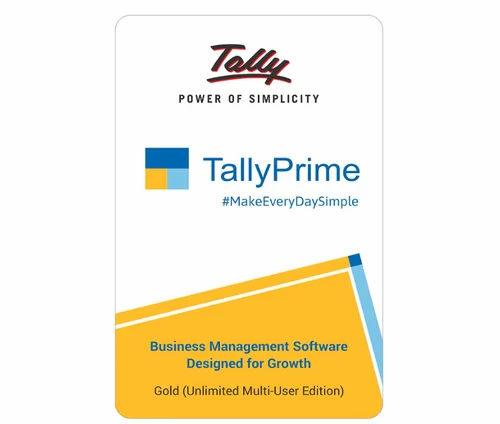 Tally
POWER OF SIMPLICITY
TallyPrime
#MakeEveryDaySimple
Business Management Software
Designed for Growth
Gold (Unlimited Multi-User Edition)